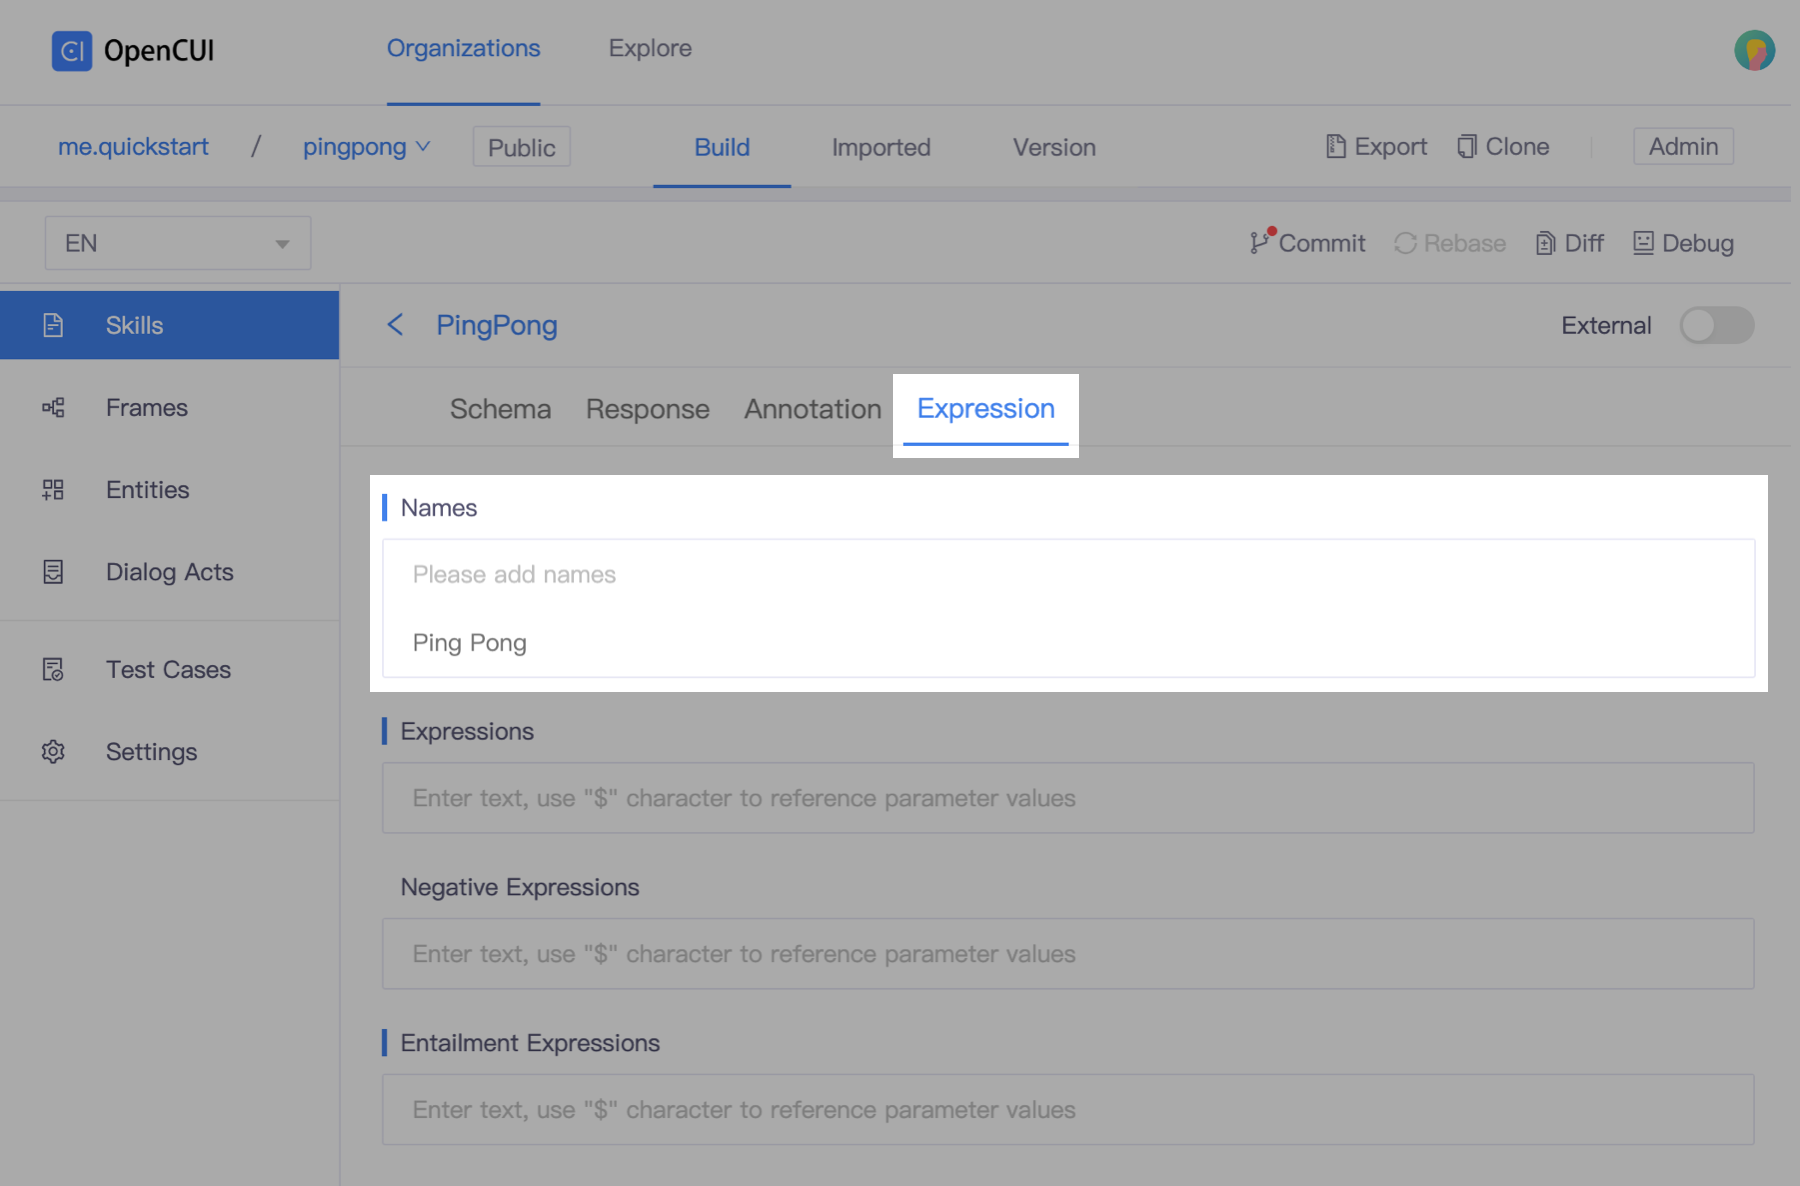 OpenCUI Organizations Explore
me.quickstart / pingpong Public Build Imported Version Export Clone Admin
EN Commit Rebase Diff Debug
Skills
Frames
Entities
Dialog Acts
Test Cases
Settings
PingPong External
Schema Response Annotation Expression
Names
Please add names
Ping Pong
Expressions
Enter text, use "$" character to reference parameter values
Negative Expressions
Enter text, use "$" character to reference parameter values
Entailment Expressions
Enter text, use "$" character to reference parameter values